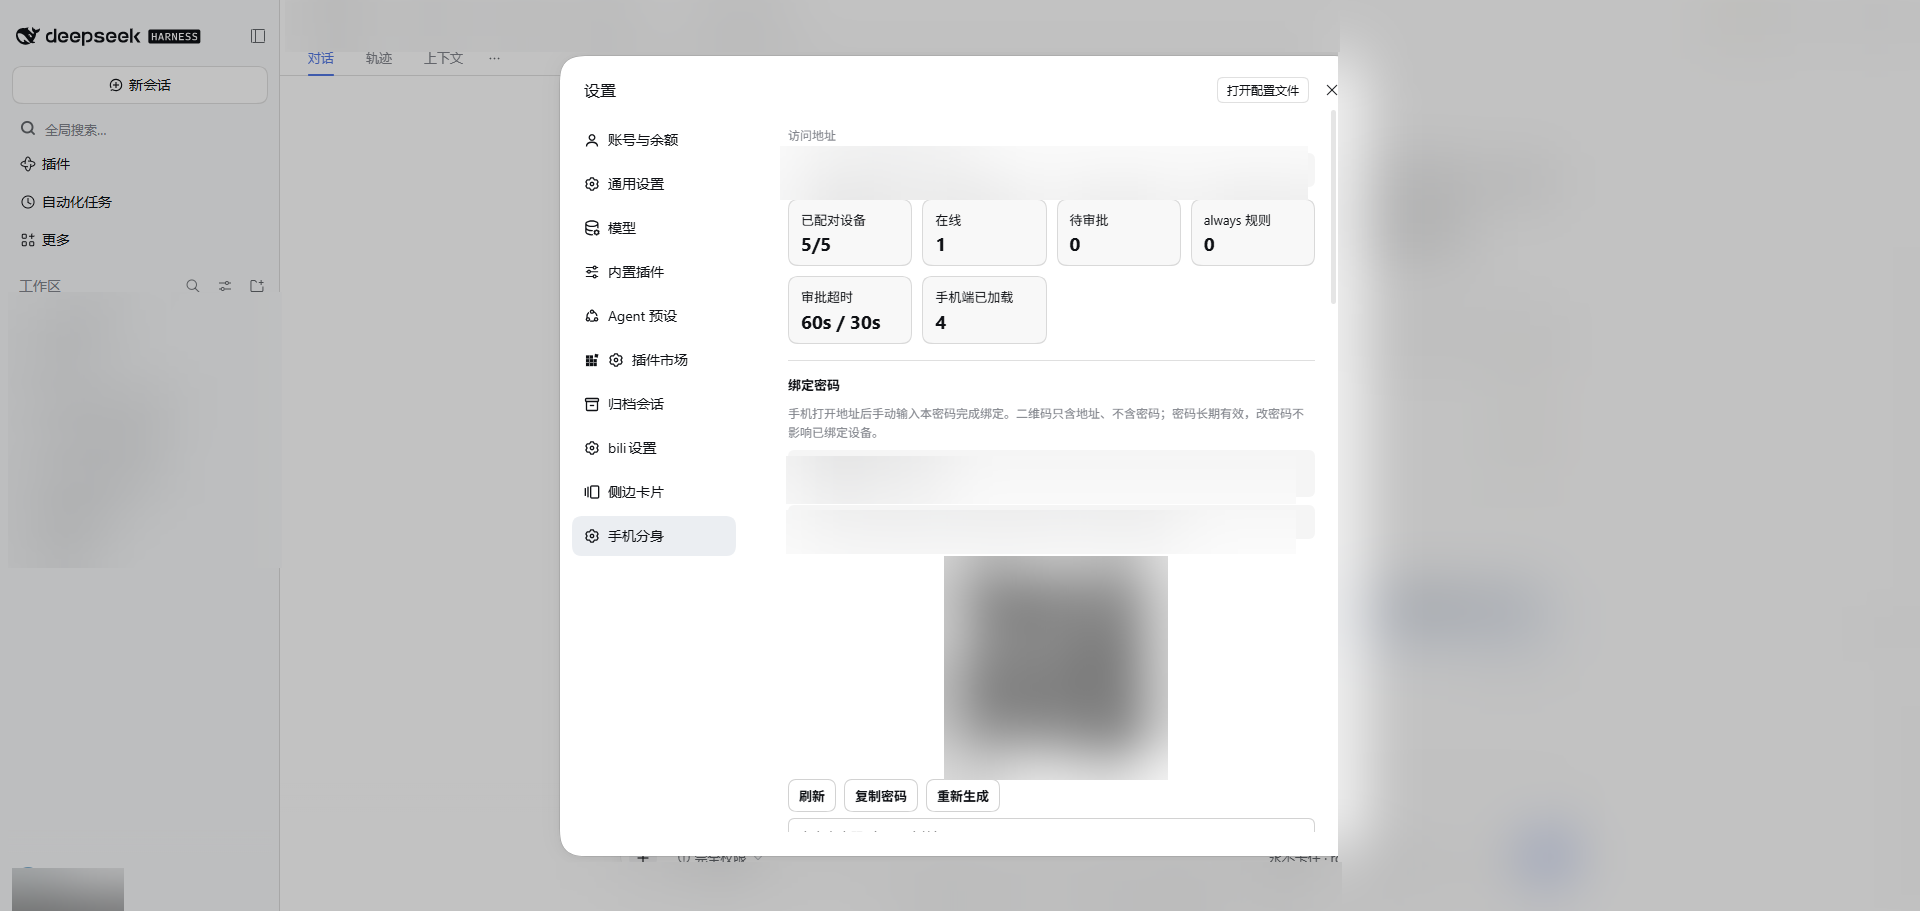 deepseek HARNESS
新会话
全局搜索...
插件
自动化任务
更多
工作区
对话 轨迹 上下文 ...
设置
打开配置文件
账号与余额
通用设置
模型
内置插件
Agent 预设
插件市场
归档会话
bili 设置
侧边卡片
手机分身
访问地址
已配对设备
5/5
在线
1
待审批
0
always 规则
0
审批超时
60s / 30s
手机端已加载
4
绑定密码
手机打开地址后手动输入本密码完成绑定。二维码只含地址、不含密码；密码长期有效，改密码不
影响已绑定设备。
刷新 复制密码 重新生成
完全权限